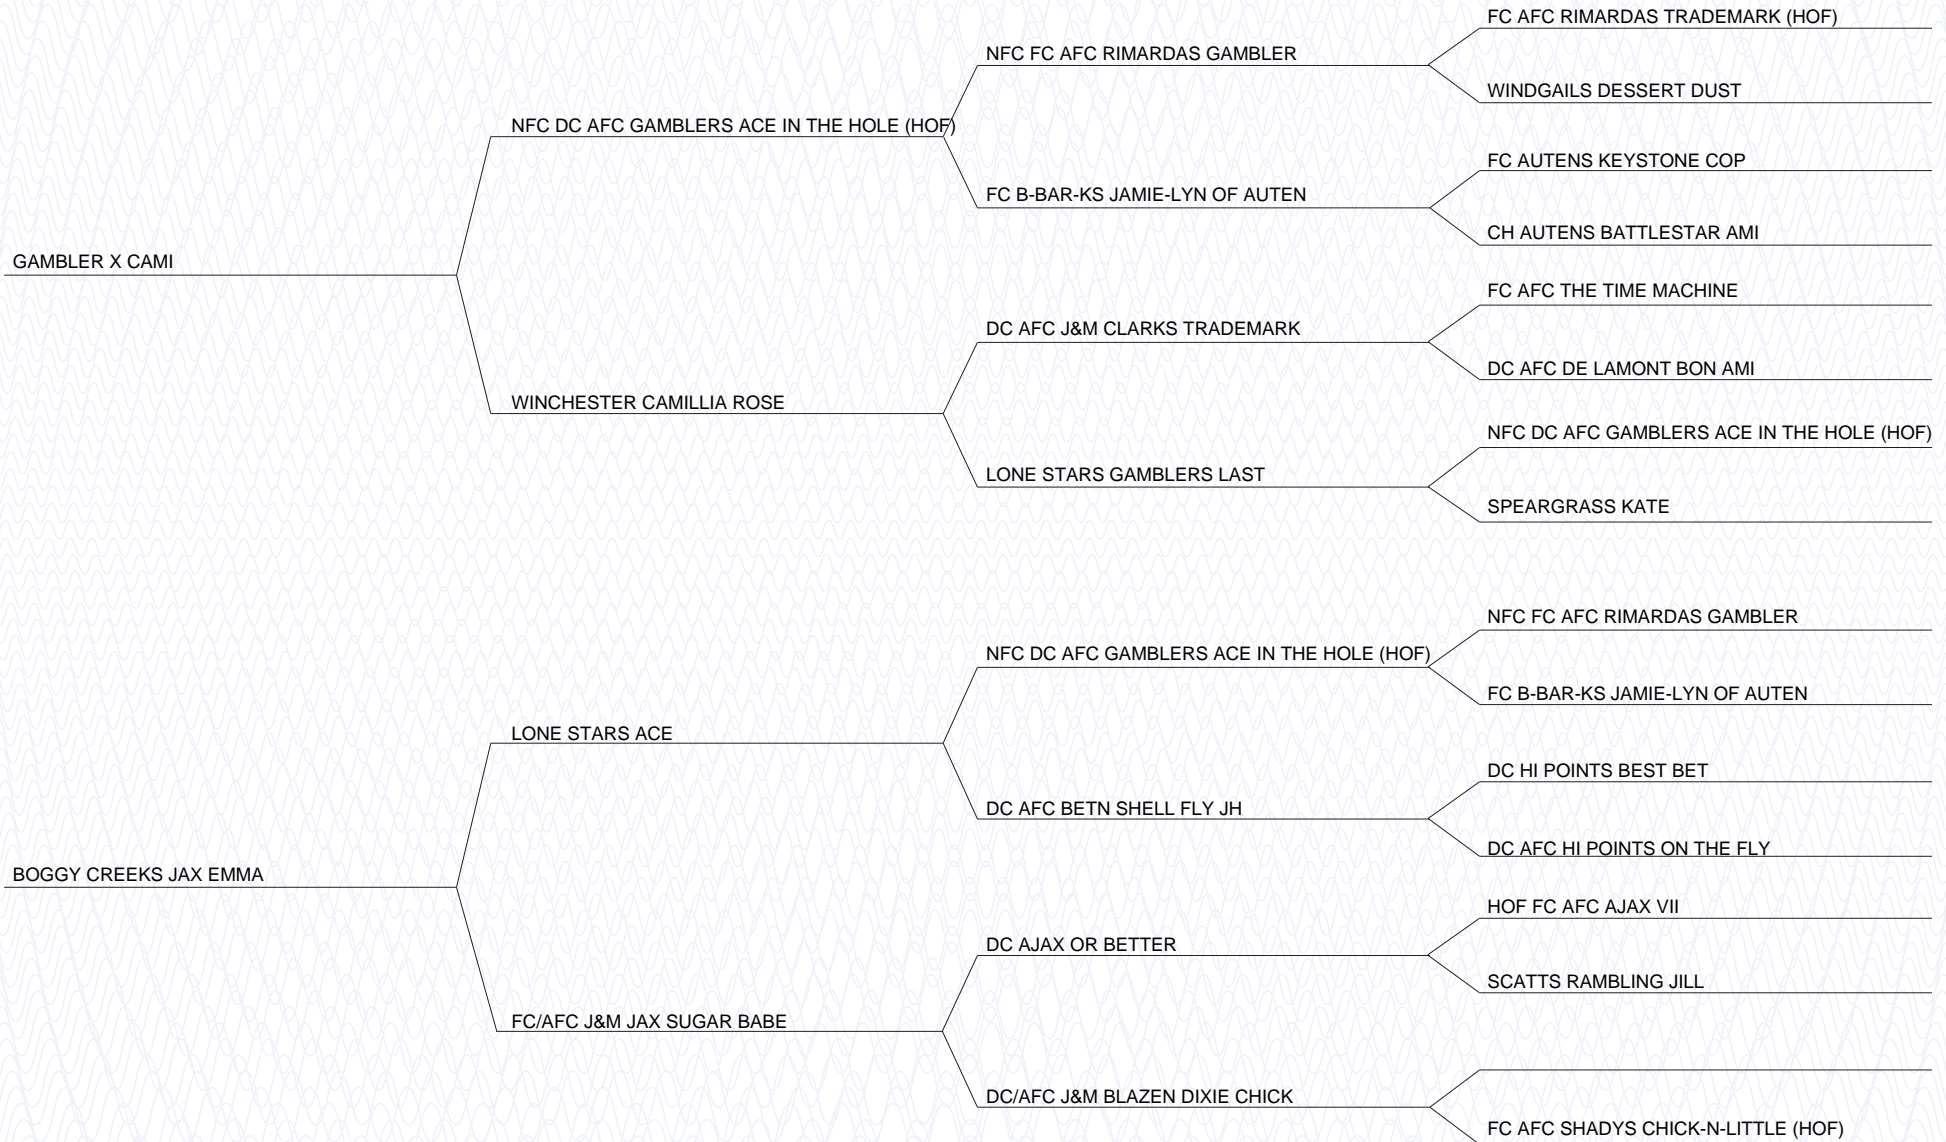 FC AFC RIMARDAS TRADEMARK (HOF)
NFC FC AFC RIMARDAS GAMBLER
WINDGAILS DESSERT DUST
NFC DC AFC GAMBLERS ACE IN THE HOLE (HOF)
FC AUTENS KEYSTONE COP
FC B-BAR-KS JAMIE-LYN OF AUTEN
CH AUTENS BATTLESTAR AMI
GAMBLER X CAMI
FC AFC THE TIME MACHINE
DC AFC J&M CLARKS TRADEMARK
DC AFC DE LAMONT BON AMI
WINCHESTER CAMILLIA ROSE
NFC DC AFC GAMBLERS ACE IN THE HOLE (HOF)
LONE STARS GAMBLERS LAST
SPEARGRASS KATE
NFC FC AFC RIMARDAS GAMBLER
NFC DC AFC GAMBLERS ACE IN THE HOLE (HOF)
FC B-BAR-KS JAMIE-LYN OF AUTEN
LONE STARS ACE
DC HI POINTS BEST BET
DC AFC BETN SHELL FLY JH
DC AFC HI POINTS ON THE FLY
BOGGY CREEKS JAX EMMA
HOF FC AFC AJAX VII
DC AJAX OR BETTER
SCATTS RAMBLING JILL
FC/AFC J&M JAX SUGAR BABE
DC/AFC J&M BLAZEN DIXIE CHICK
FC AFC SHADYS CHICK-N-LITTLE (HOF)